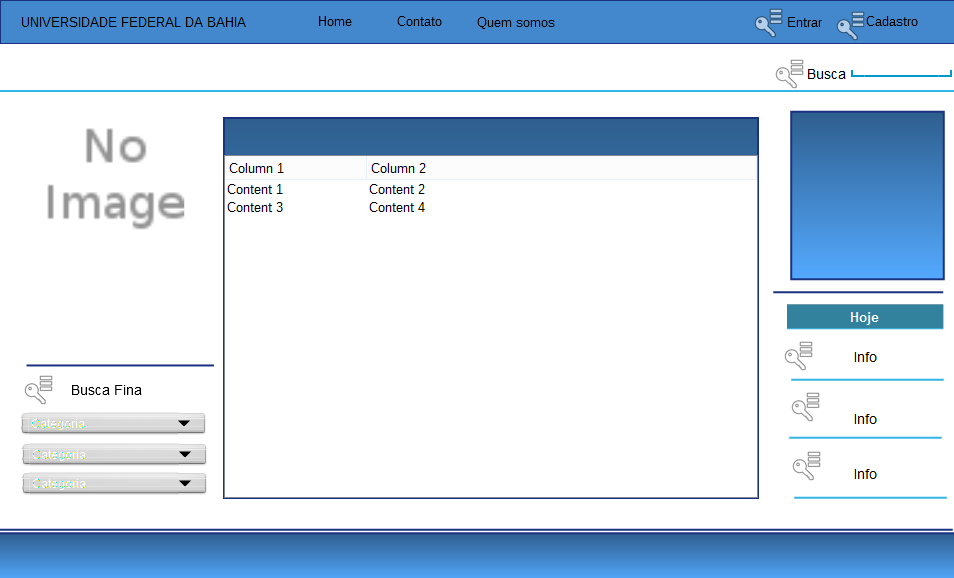 UNIVERSIDADE FEDERAL DA BAHIA Home Contato Quem somos Entrar Cadastro
Busca
No
Image
Column 1 Column 2
Content 1 Content 2
Content 3 Content 4
Hoje
Info
Info
Info
Busca Fina
Categoria
Categoria
Categoria